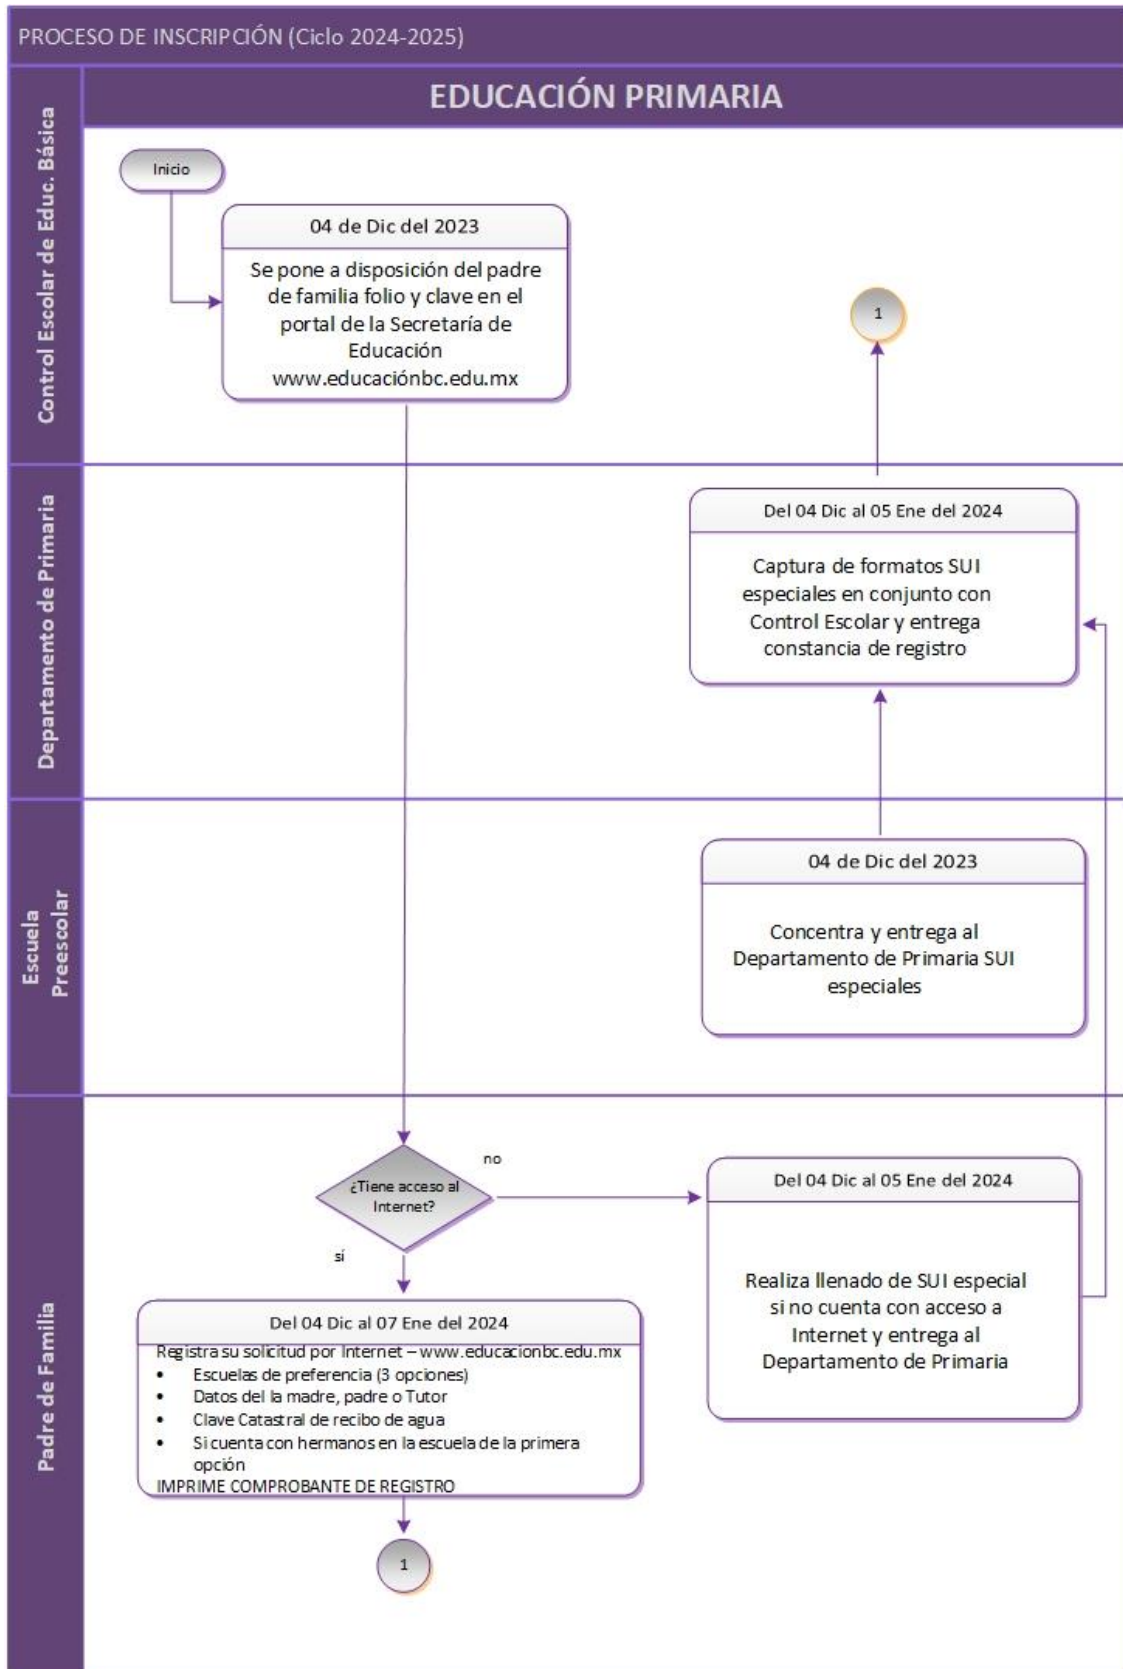 PROCESO DE INSCRIPCIÓN (Ciclo 2024-2025)
EDUCACIÓN PRIMARIA
Control Escolar de Educ. Básica
Inicio
04 de Dic del 2023
Se pone a disposición del padre
de familia folio y clave en el
portal de la Secretaría de
Educación
www.educaciónbc.edu.mx
1
Departamento de Primaria
Del 04 Dic al 05 Ene del 2024
Captura de formatos SUI
especiales en conjunto con
Control Escolar y entrega
constancia de registro
Escuela
Preescolar
04 de Dic del 2023
Concentra y entrega al
Departamento de Primaria SUI
especiales
Padre de Familia
¿Tiene acceso al
Internet?
no
sí
Del 04 Dic al 05 Ene del 2024
Realiza llenado de SUI especial
si no cuenta con acceso a
Internet y entrega al
Departamento de Primaria
Del 04 Dic al 07 Ene del 2024
Registra su solicitud por Internet – www.educacionbc.edu.mx
• Escuelas de preferencia (3 opciones)
• Datos del la madre, padre o Tutor
• Clave Catastral de recibo de agua
• Si cuenta con hermanos en la escuela de la primera
opción
IMPRIME COMPROBANTE DE REGISTRO
1